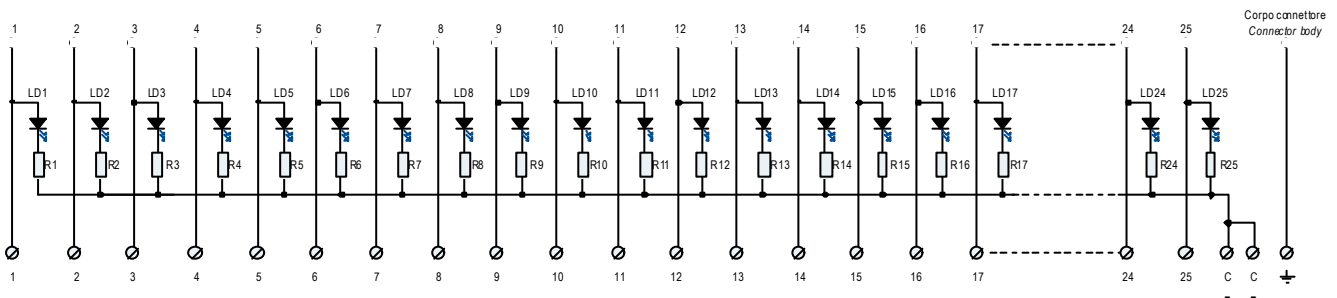 Corpo connettore
Connector body
1 2 3 4 5 6 7 8 9 10 11 12 13 14 15 16 17 24 25
LD1 LD2 LD3 LD4 LD5 LD6 LD7 LD8 LD9 LD10 LD11 LD12 LD13 LD14 LD15 LD16 LD17 LD24 LD25
R1 R2 R3 R4 R5 R6 R7 R8 R9 R10 R11 R12 R13 R14 R15 R16 R17 R24 R25
1 2 3 4 5 6 7 8 9 10 11 12 13 14 15 16 17 24 25 C C
- -